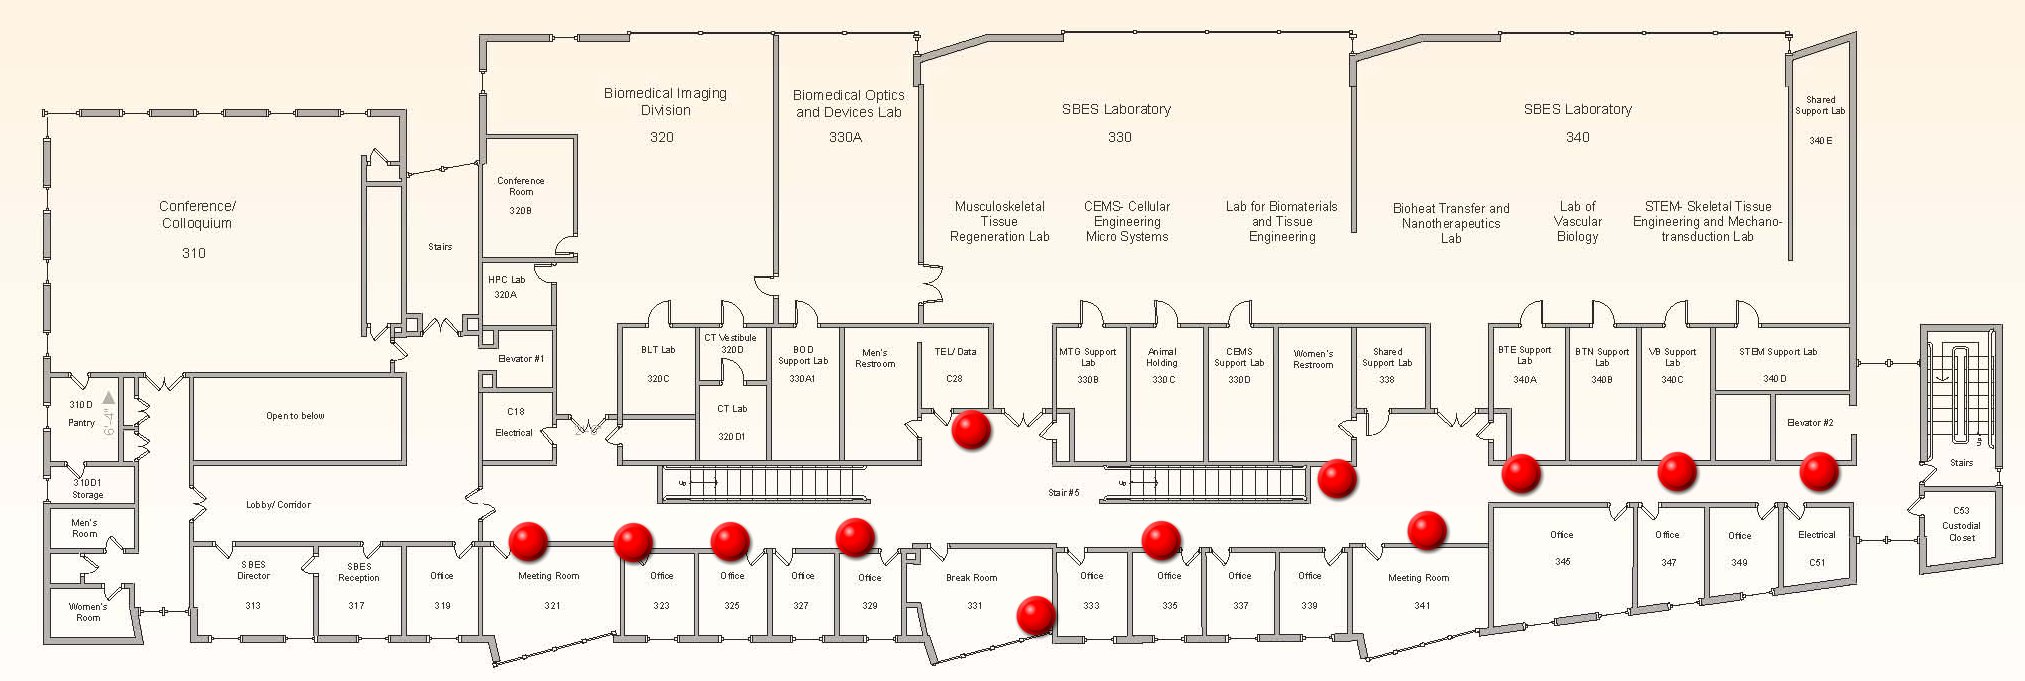 Biomedical Imaging
Division
320
Biomedical Optics
and Devices Lab
330A
SBES Laboratory
330
SBES Laboratory
340
Shared
Support Lab
340E
Conference
Room
320B
Conference/
Colloquium
310
Stairs
Musculoskeletal
Tissue
Regeneration Lab
CEMS- Cellular
Engineering
Micro Systems
Lab for Biomaterials
and Tissue
Engineering
Bioheat Transfer and
Nanotherapeutics
Lab
Lab of
Vascular
Biology
STEM- Skeletal Tissue
Engineering and Mechano-
transduction Lab
HPC Lab
320A
Elevator #1
BLT Lab
320C
CT Vestibule
320D
BOD
Support Lab
330A1
Men's
Restroom
TEL/ Data
C28
MTG Support
Lab
330B
Animal
Holding
330C
CEMS
Support Lab
330D
Women's
Restroom
Shared
Support Lab
338
BTE Support
Lab
340A
BTN Support
Lab
340B
VB Support
Lab
340C
STEM Support Lab
340D
310D
Pantry
6'-4"
Open to below
C18
Electrical
CT Lab
320D1
Elevator #2
Up
Stairs
310D1
Storage
Up
Stair #5
Up
Lobby/ Corridor
Men's
Room
C53
Custodial
Closet
SBES
Director
313
SBES
Reception
317
Office
319
Meeting Room
321
Office
323
Office
325
Office
327
Office
329
Break Room
331
Office
333
Office
335
Office
337
Office
339
Meeting Room
341
Office
345
Office
347
Office
349
Electrical
C51
Women's
Room